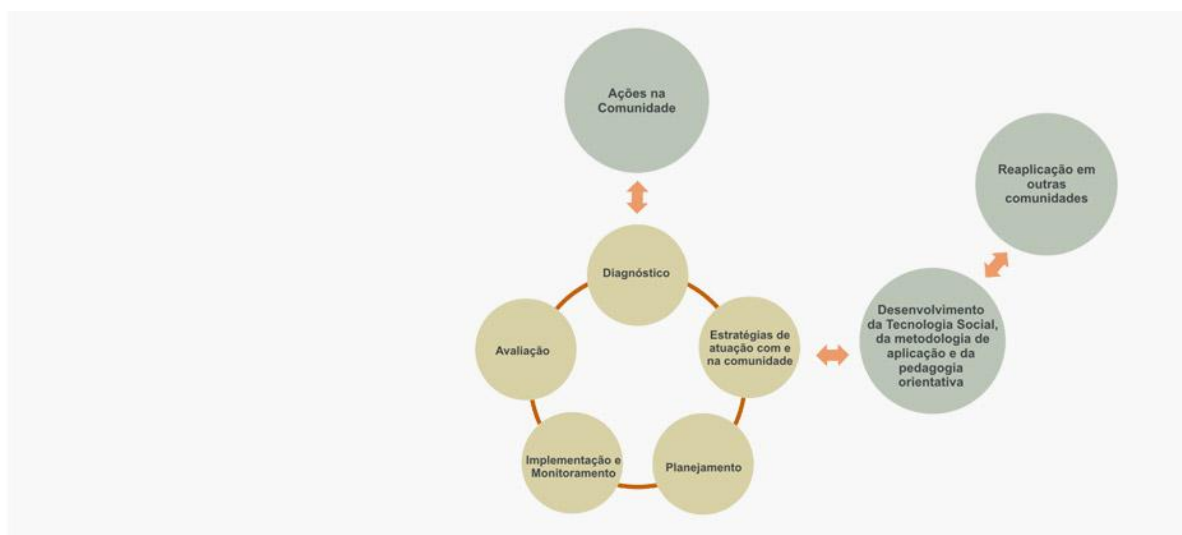 Ações na
Comunidade
Reaplicação em
outras
comunidades
Diagnóstico
Desenvolvimento
da Tecnologia Social,
da metodologia de
aplicação e da
pedagogia
orientativa
Estratégias de
atuação com e
na comunidade
Avaliação
Implementação e
Monitoramento
Planejamento